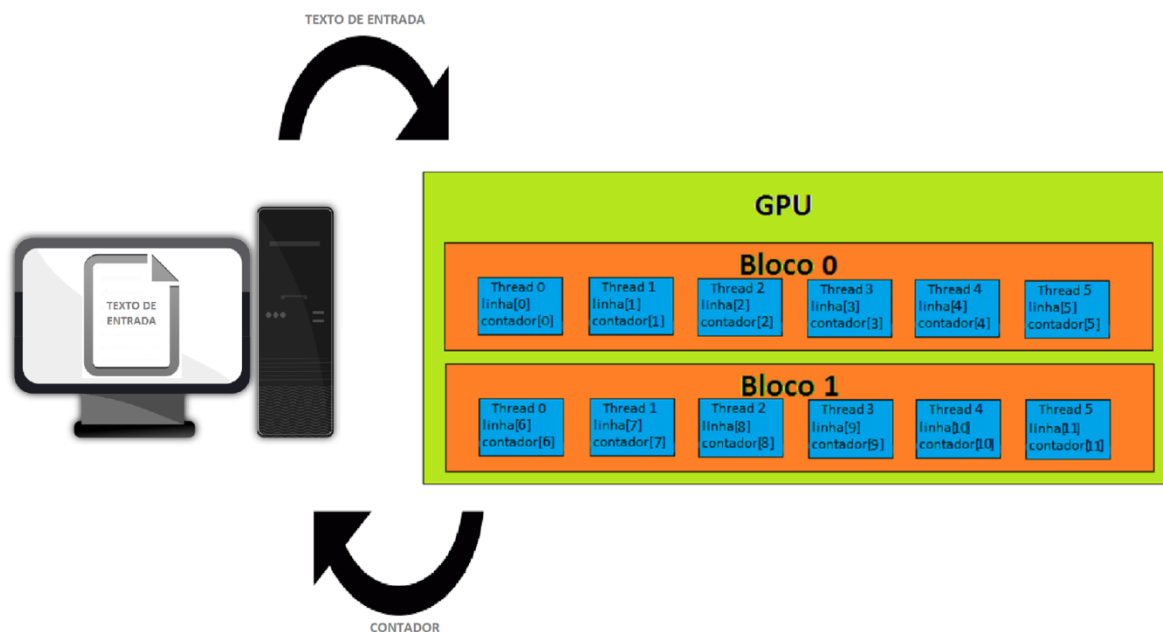 TEXTO DE ENTRADA
TEXTO DE
ENTRADA
GPU
Bloco 0
Thread 0
linha[0]
contador[0]
Thread 1
linha[1]
contador[1]
Thread 2
linha[2]
contador[2]
Thread 3
linha[3]
contador[3]
Thread 4
linha[4]
contador[4]
Thread 5
linha[5]
contador[5]
Bloco 1
Thread 0
linha[6]
contador[6]
Thread 1
linha[7]
contador[7]
Thread 2
linha[8]
contador[8]
Thread 3
linha[9]
contador[9]
Thread 4
linha[10]
contador[10]
Thread 5
linha[11]
contador[11]
CONTADOR